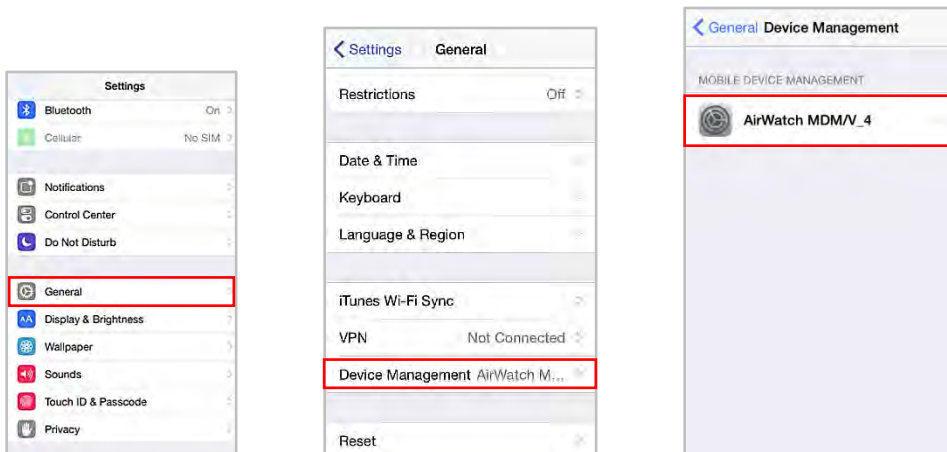 Settings
Bluetooth On
Cellular No SIM
Notifications
Control Center
Do Not Disturb
General
Display & Brightness
Wallpaper
Sounds
Touch ID & Passcode
Privacy
Settings General
Restrictions Off
Date & Time
Keyboard
Language & Region
iTunes Wi-Fi Sync
VPN Not Connected
Device Management AirWatch M...
Reset
General Device Management
MOBILE DEVICE MANAGEMENT
AirWatch MDM/V_4